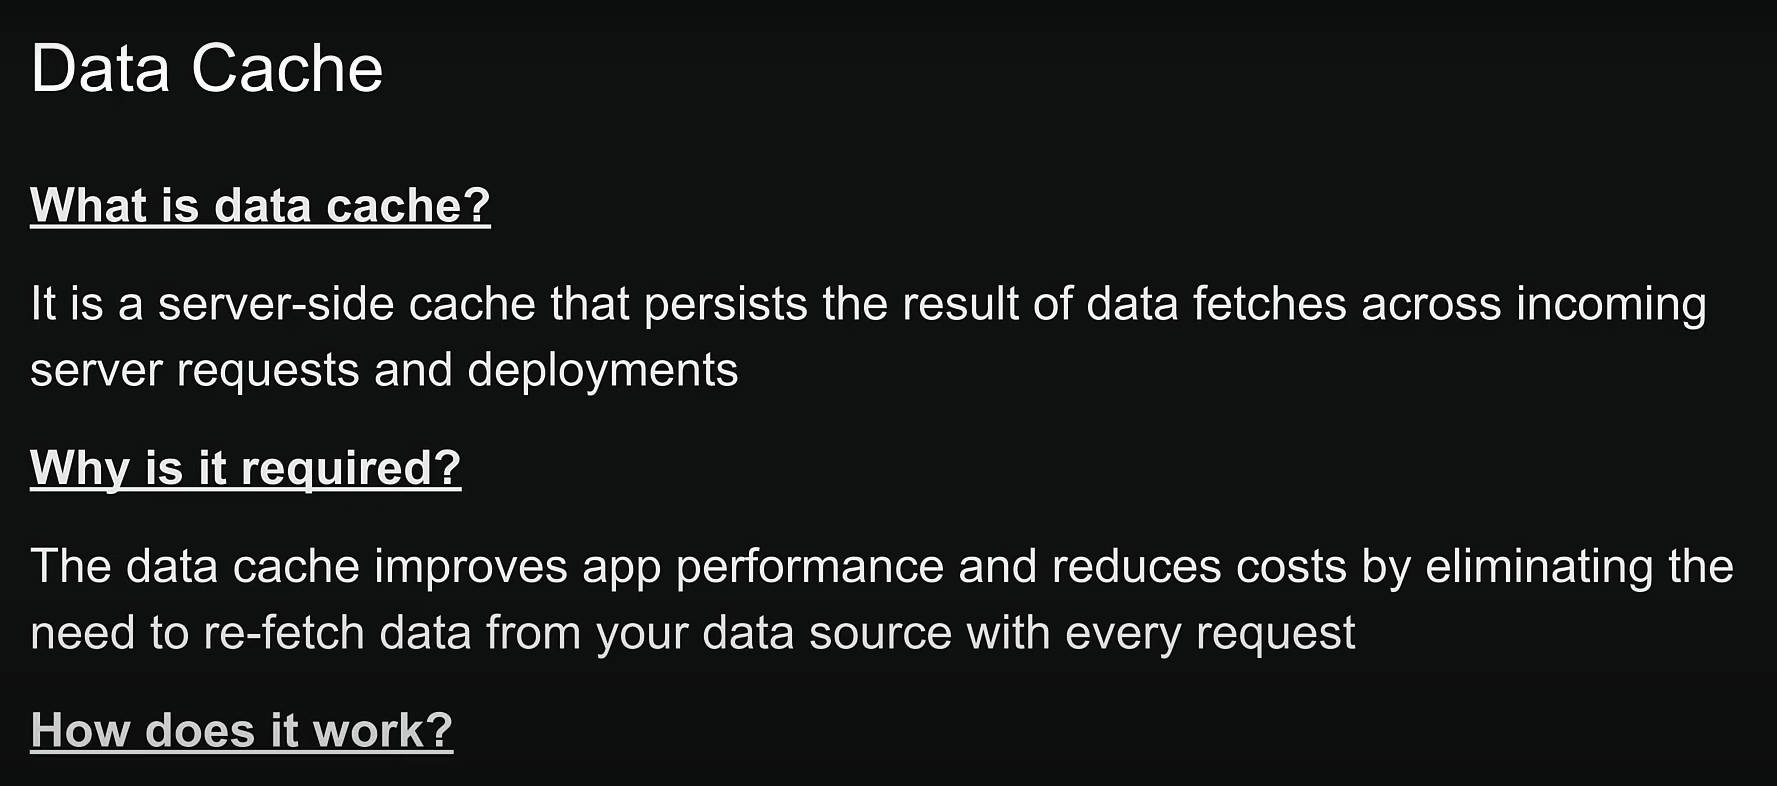 Data Cache
What is data cache?
It is a server-side cache that persists the result of data fetches across incoming
server requests and deployments
Why is it required?
The data cache improves app performance and reduces costs by eliminating the
need to re-fetch data from your data source with every request
How does it work?